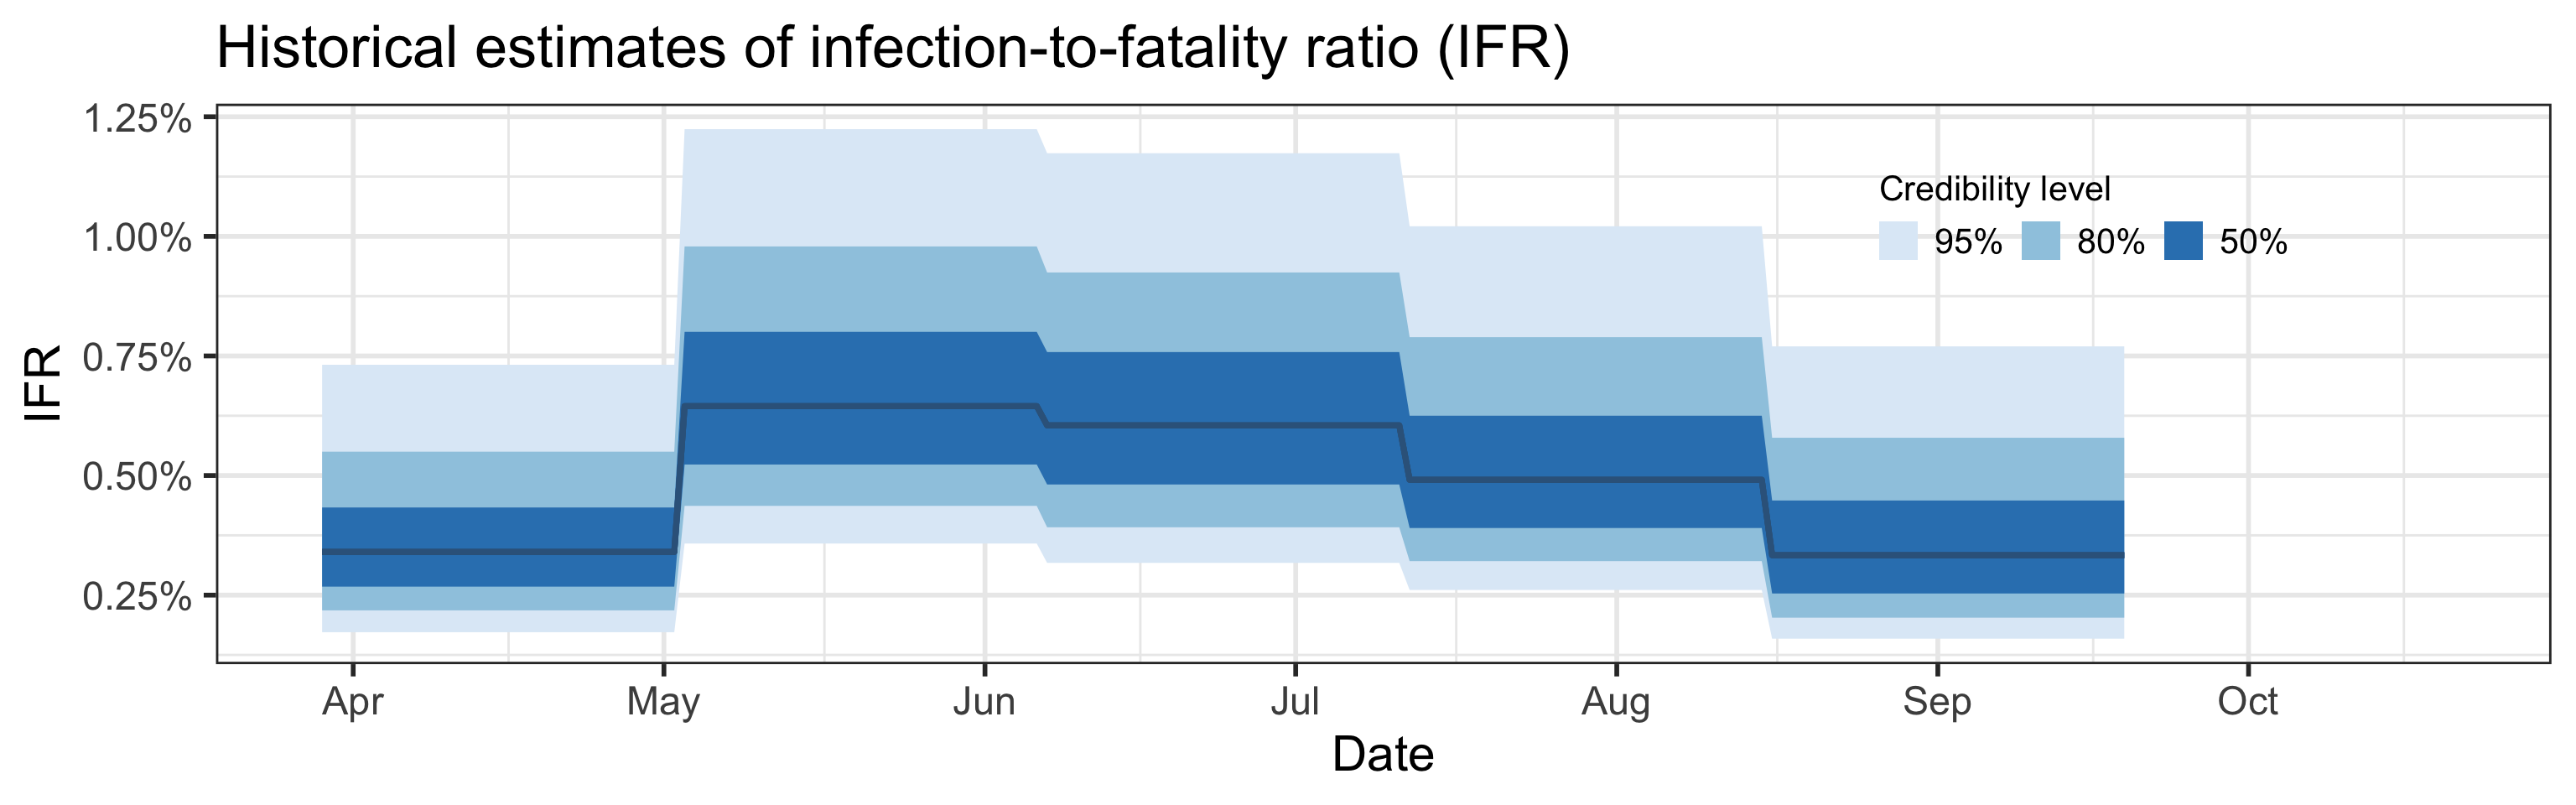 Historical estimates of infection-to-fatality ratio (IFR)
1.25%
1.00%
0.75%
0.50%
0.25%
IFR
Credibility level
95% 80% 50%
Apr May Jun Jul Aug Sep Oct
Date